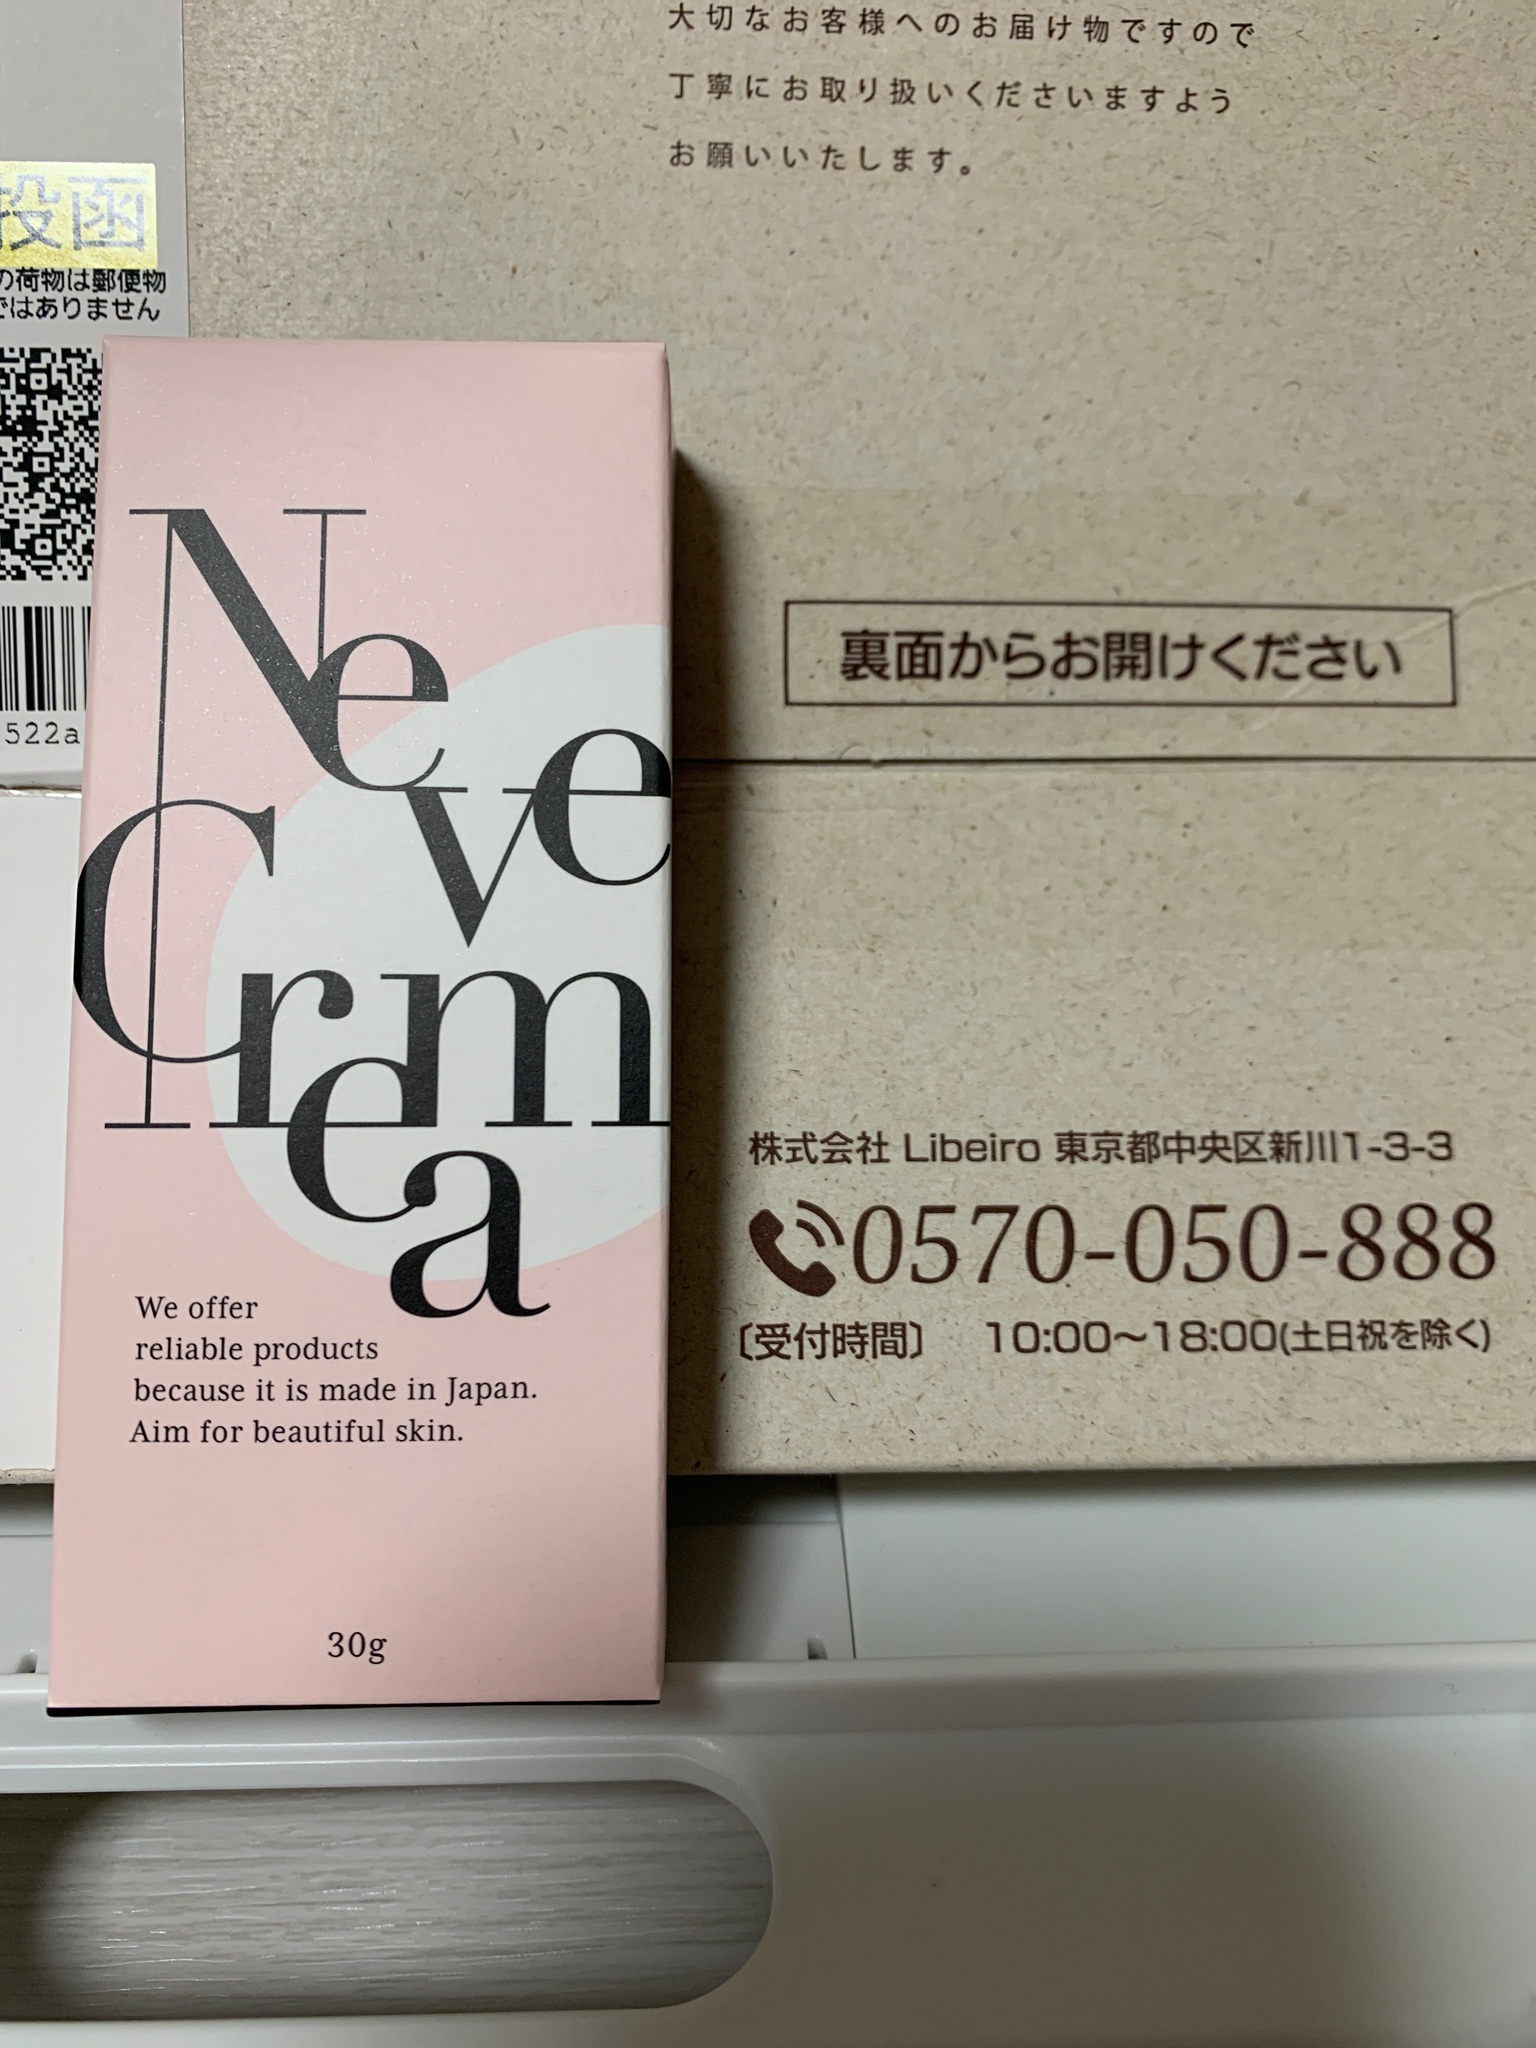 大切なお客様へのお届け物ですので
丁寧にお取り扱いくださいますよう
お願いいたします。
投函
の荷物は郵便物
ではありません
522a
裏面からお開けください
Neve
Crema
We offer
reliable products
because it is made in Japan.
Aim for beautiful skin.
30g
株式会社 Libeiro 東京都中央区新川1-3-3
0570-050-888
〔受付時間〕 10:00〜18:00(土日祝を除く)